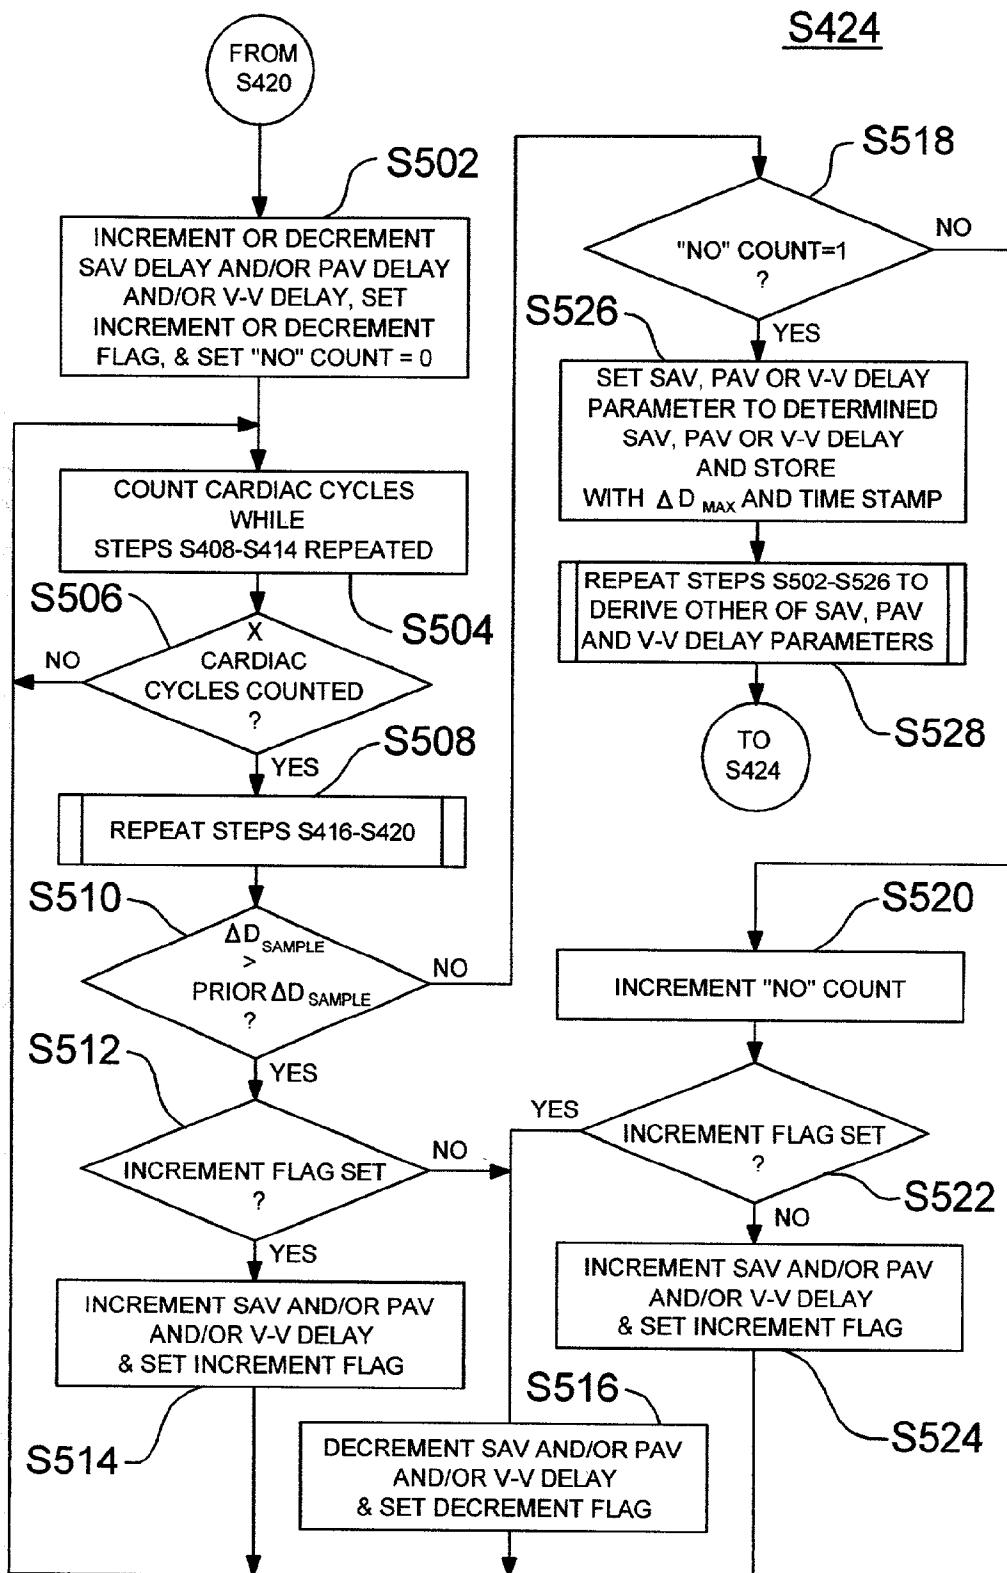 S424
FROM
S420
S502
INCREMENT OR DECREMENT
SAV DELAY AND/OR PAV DELAY
AND/OR V-V DELAY, SET
INCREMENT OR DECREMENT
FLAG, & SET "NO" COUNT = 0
COUNT CARDIAC CYCLES
WHILE
STEPS S408-S414 REPEATED
S504
S506
X
CARDIAC
CYCLES COUNTED
?
NO
YES
S508
REPEAT STEPS S416-S420
S510
ΔD SAMPLE
>
PRIOR ΔD SAMPLE
?
NO
YES
S512
INCREMENT FLAG SET
?
NO
YES
INCREMENT SAV AND/OR PAV
AND/OR V-V DELAY
& SET INCREMENT FLAG
S514
S516
DECREMENT SAV AND/OR PAV
AND/OR V-V DELAY
& SET DECREMENT FLAG
S518
"NO" COUNT=1
?
NO
YES
S526
SET SAV, PAV OR V-V DELAY
PARAMETER TO DETERMINED
SAV, PAV OR V-V DELAY
AND STORE
WITH ΔD MAX AND TIME STAMP
REPEAT STEPS S502-S526 TO
DERIVE OTHER OF SAV, PAV
AND V-V DELAY PARAMETERS
S528
TO
S424
S520
INCREMENT "NO" COUNT
YES
INCREMENT FLAG SET
?
S522
NO
INCREMENT SAV AND/OR PAV
AND/OR V-V DELAY
& SET INCREMENT FLAG
S524